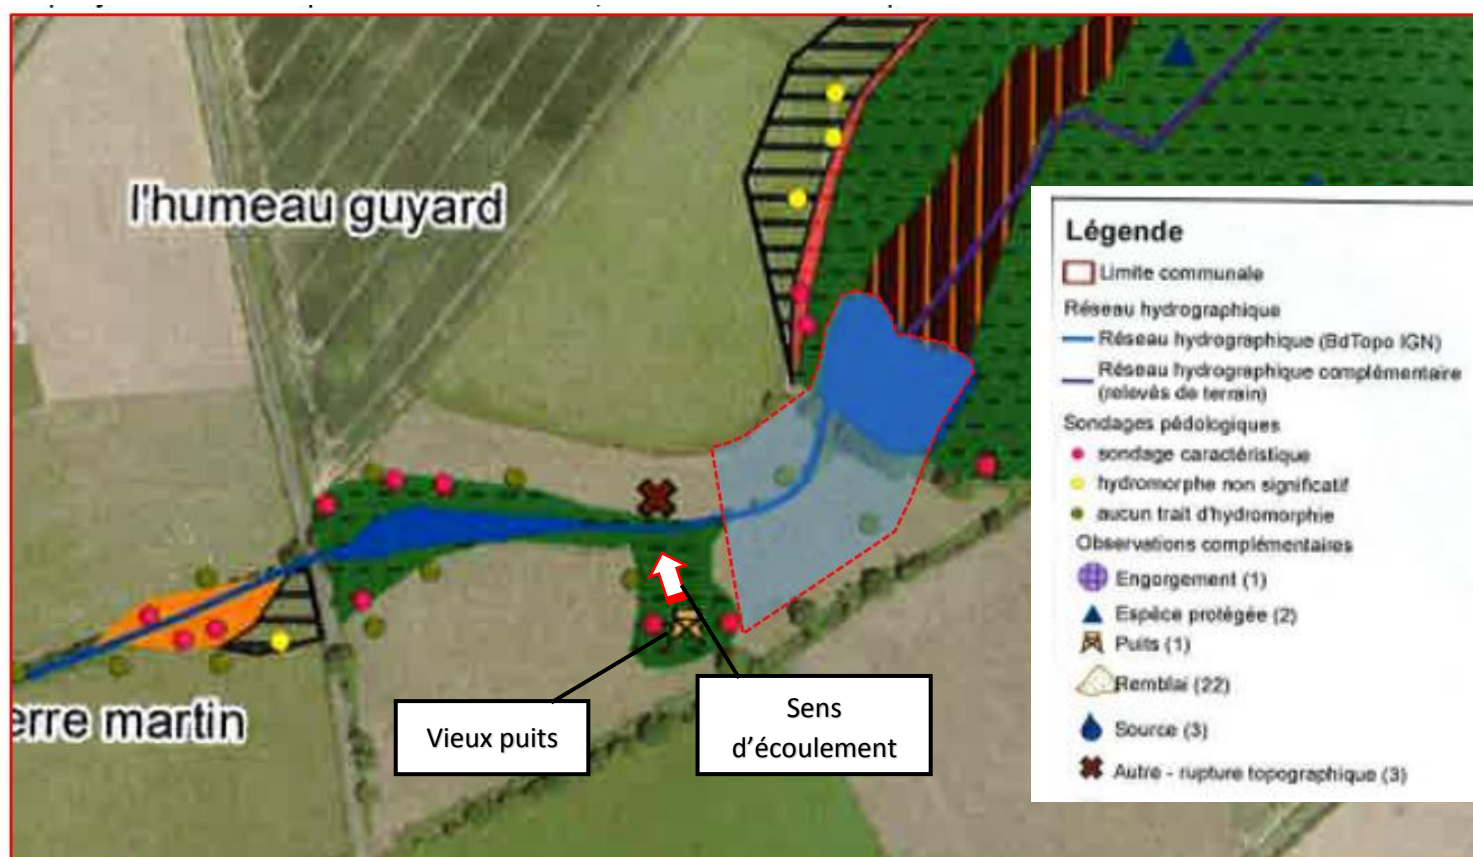 l'humeau guyard
erre martin
Vieux puits
Sens
d'écoulement
Légende
Limite communale
Réseau hydrographique
Réseau hydrographique (BdTopo IGN)
Réseau hydrographique complémentaire
(relevés de terrain)
Sondages pédologiques
sondage caractéristique
hydromorphe non significatif
aucun trait d'hydromorphie
Observations complémentaires
Engorgement (1)
Espèce protégée (2)
Puits (1)
Remblai (22)
Source (3)
Autre - rupture topographique (3)